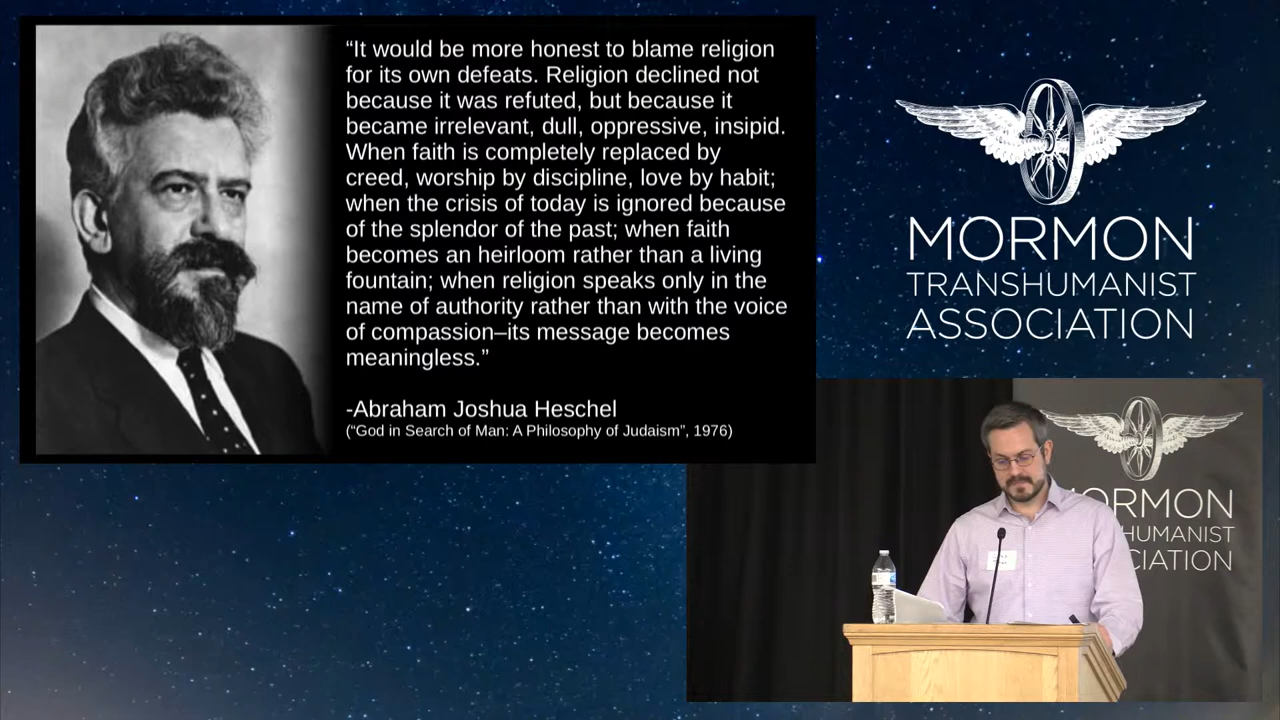 “It would be more honest to blame religion
for its own defeats. Religion declined not
because it was refuted, but because it
became irrelevant, dull, oppressive, insipid.
When faith is completely replaced by
creed, worship by discipline, love by habit;
when the crisis of today is ignored because
of the splendor of the past; when faith
becomes an heirloom rather than a living
fountain; when religion speaks only in the
name of authority rather than with the voice
of compassion–its message becomes
meaningless.”
-Abraham Joshua Heschel
(“God in Search of Man: A Philosophy of Judaism”, 1976)
MORMON
TRANSHUMANIST
ASSOCIATION
ORMON
HUMANIST
CIATION